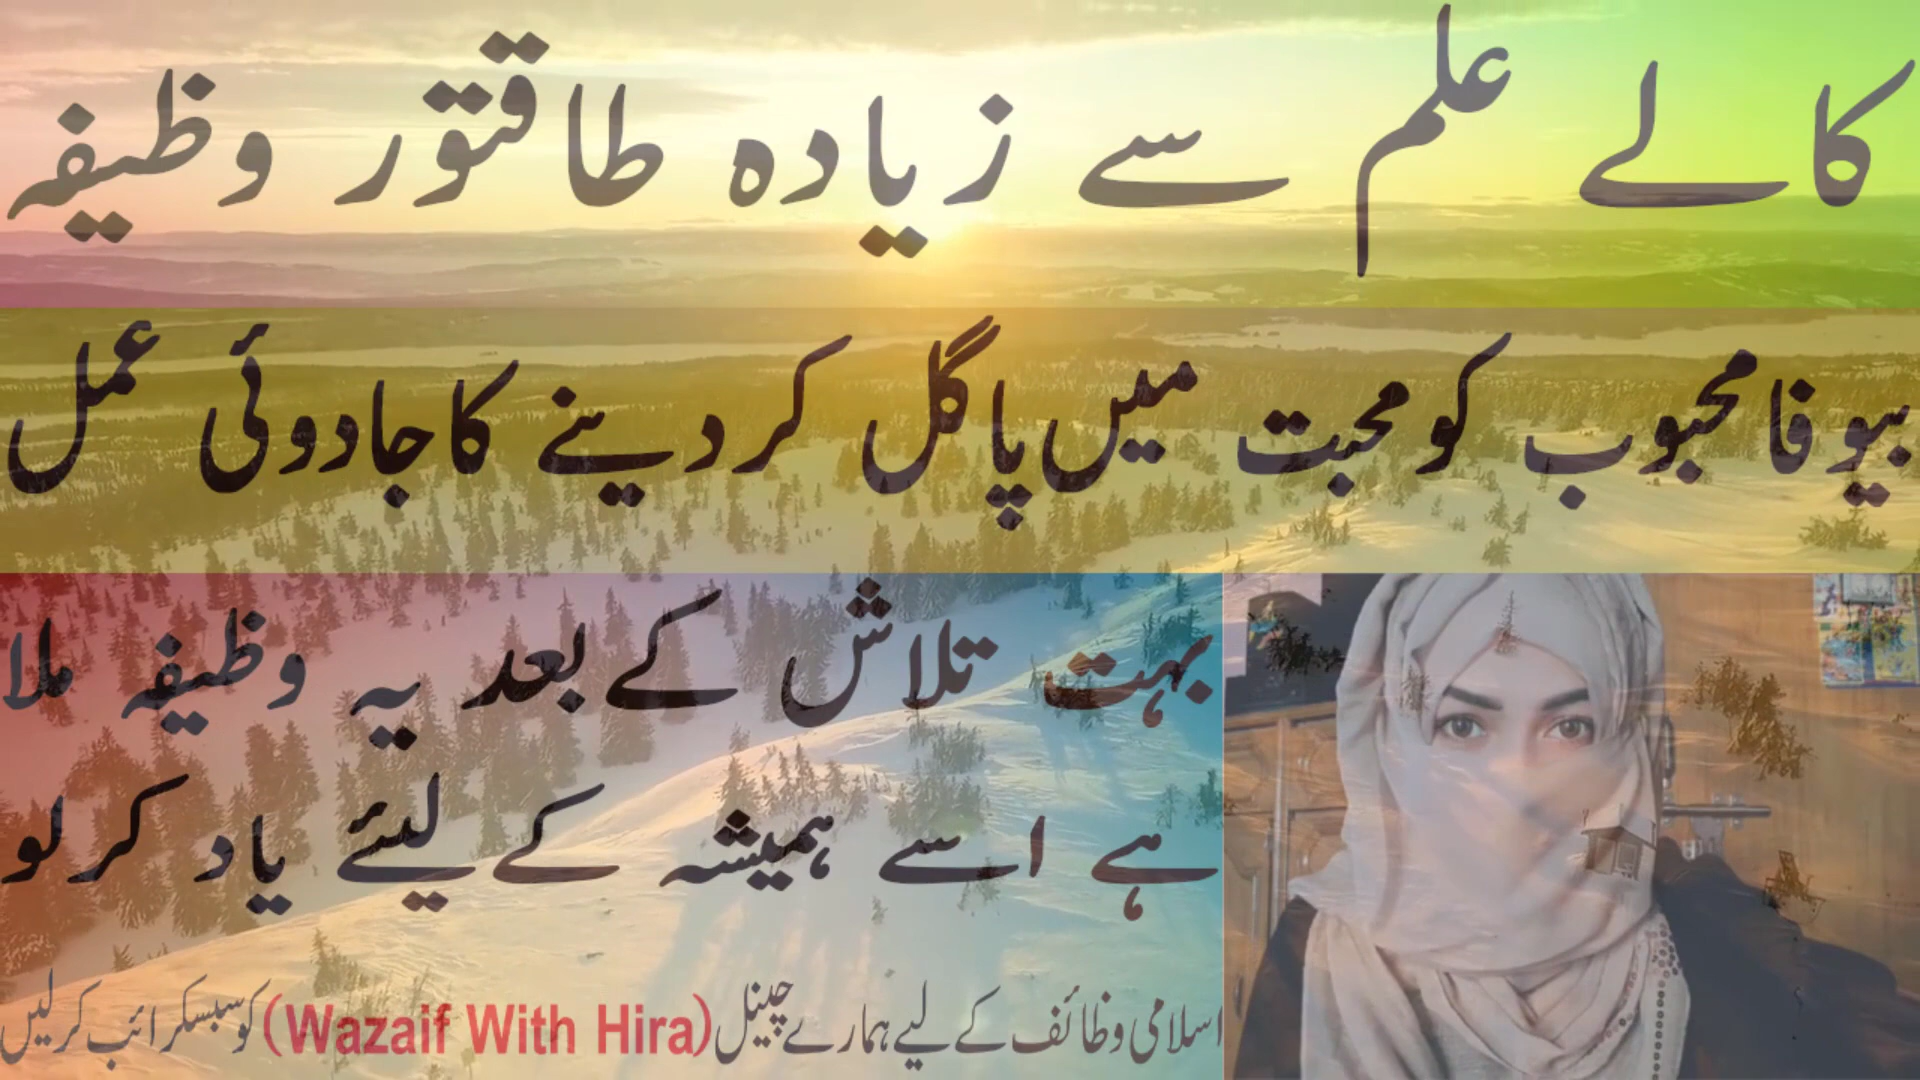 کالے علم سے زیادہ طاقتور وظیفہ
بیوفا محبوب کو محبت میں پاگل کر دینے کا جادوئی عمل
بہت تلاش کے بعد یہ وظیفہ ملا
ہے اسے ہمیشہ کے لیئے یاد کر لو
اسلامی وظائف کے لیے ہمارے چینل (Wazaif With Hira) کو سبسکرائب کرلیں